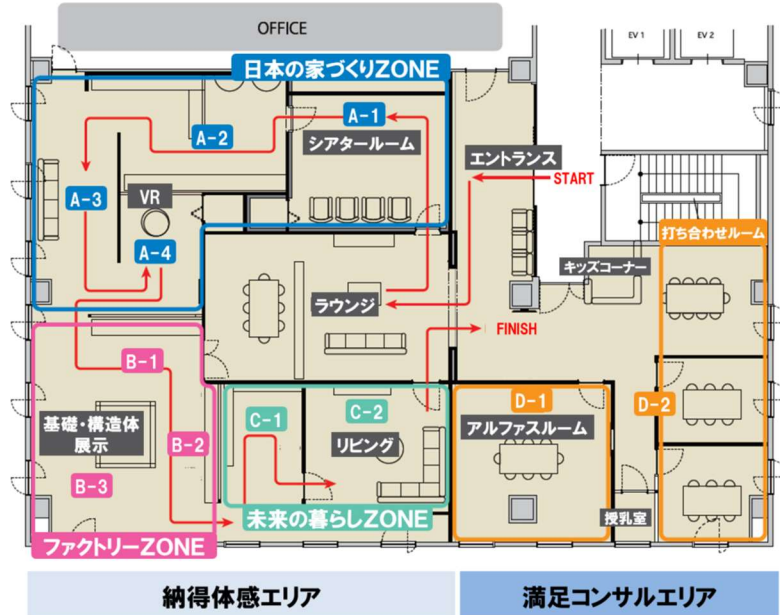 OFFICE
EV 1
EV 2
日本の家づくりZONE
A-1
シアタールーム
A-2
エントランス
START
A-3
VR
A-4
打ち合わせルーム
キッズコーナー
ラウンジ
FINISH
B-1
基礎・構造体
展示
B-2
B-3
C-1
C-2
リビング
D-1
アルファスルーム
D-2
未来の暮らしZONE
授乳室
ファクトリーZONE
納得体感エリア
満足コンサルエリア